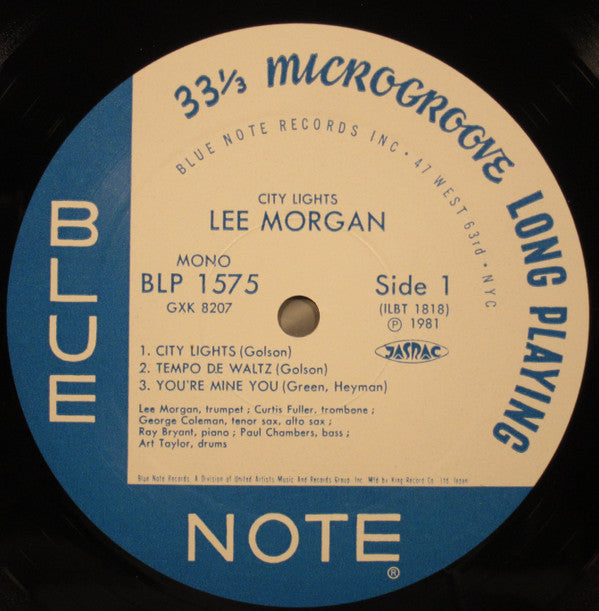 33⅓ MICROGROOVE LONG PLAYING
BLUE NOTE RECORDS INC • 47 WEST 63rd • NYC
CITY LIGHTS
LEE MORGAN
MONO
BLP 1575
GXK 8207
Side 1
(ILBT 1818)
Ⓟ 1981
JASRAC
1. CITY LIGHTS (Golson)
2. TEMPO DE WALTZ (Golson)
3. YOU'RE MINE YOU (Green, Heyman)
Lee Morgan, trumpet ; Curtis Fuller, trombone ;
George Coleman, tenor sax, alto sax ;
Ray Bryant, piano ; Paul Chambers, bass ;
Art Taylor, drums
Blue Note Records. A Division of United Artists Music And Records Group. Inc. Mfd by King Record Co. Ltd. Japan
BLUE
NOTE®